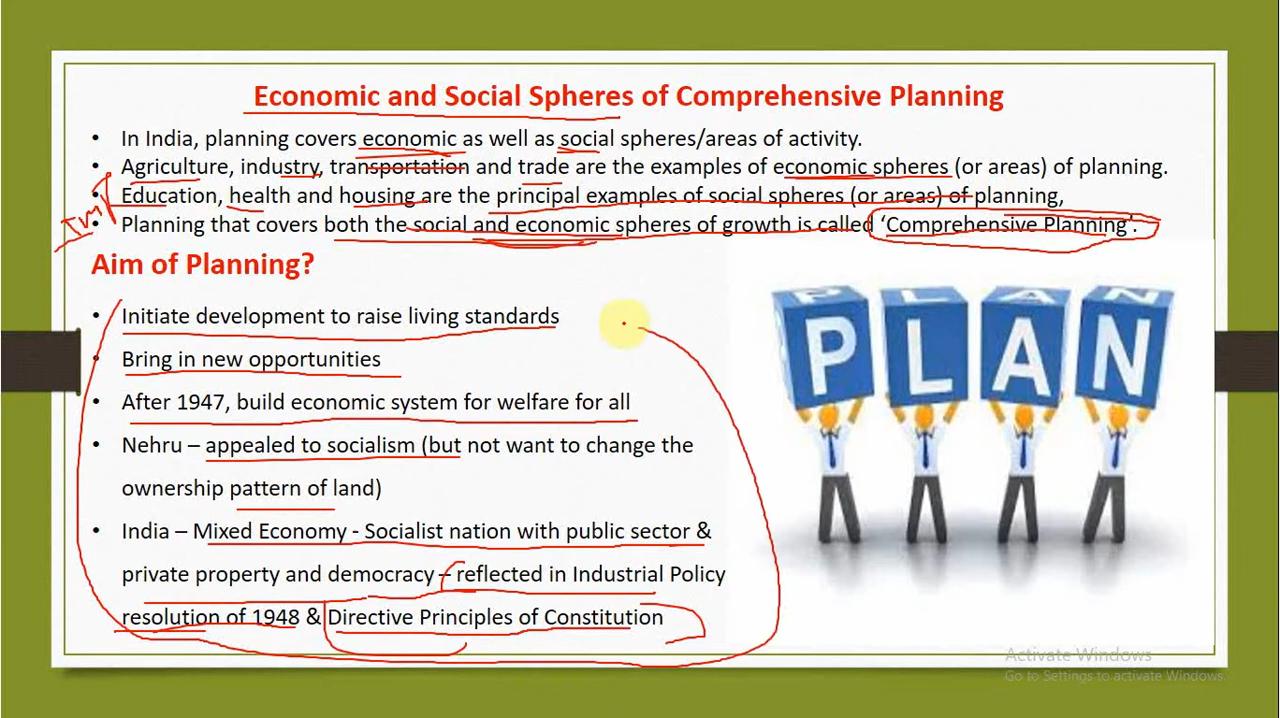 Economic and Social Spheres of Comprehensive Planning
• In India, planning covers economic as well as social spheres/areas of activity.
• Agriculture, industry, transportation and trade are the examples of economic spheres (or areas) of planning.
• Education, health and housing are the principal examples of social spheres (or areas) of planning,
Imp
• Planning that covers both the social and economic spheres of growth is called ‘Comprehensive Planning’.
Aim of Planning?
• Initiate development to raise living standards
• Bring in new opportunities
• After 1947, build economic system for welfare for all
• Nehru – appealed to socialism (but not want to change the
ownership pattern of land)
• India – Mixed Economy - Socialist nation with public sector &
private property and democracy – reflected in Industrial Policy
resolution of 1948 & Directive Principles of Constitution
PLAN
PLAN
Activate Windows
Go to Settings to activate Windows.